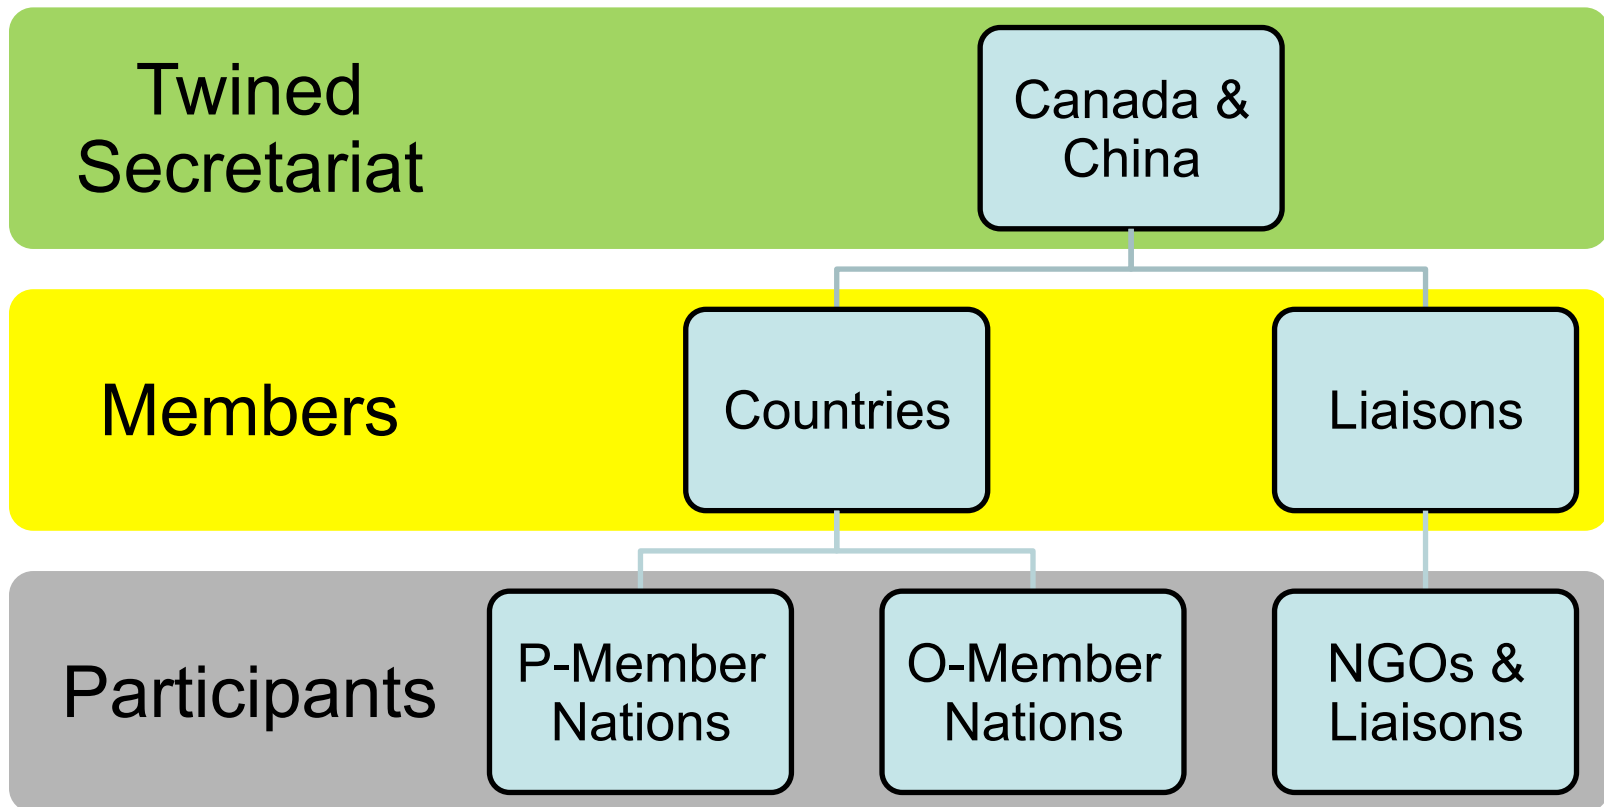 Twined
Secretariat
Canada &
China
Members
Countries
Liaisons
Participants
P-Member
Nations
O-Member
Nations
NGOs &
Liaisons